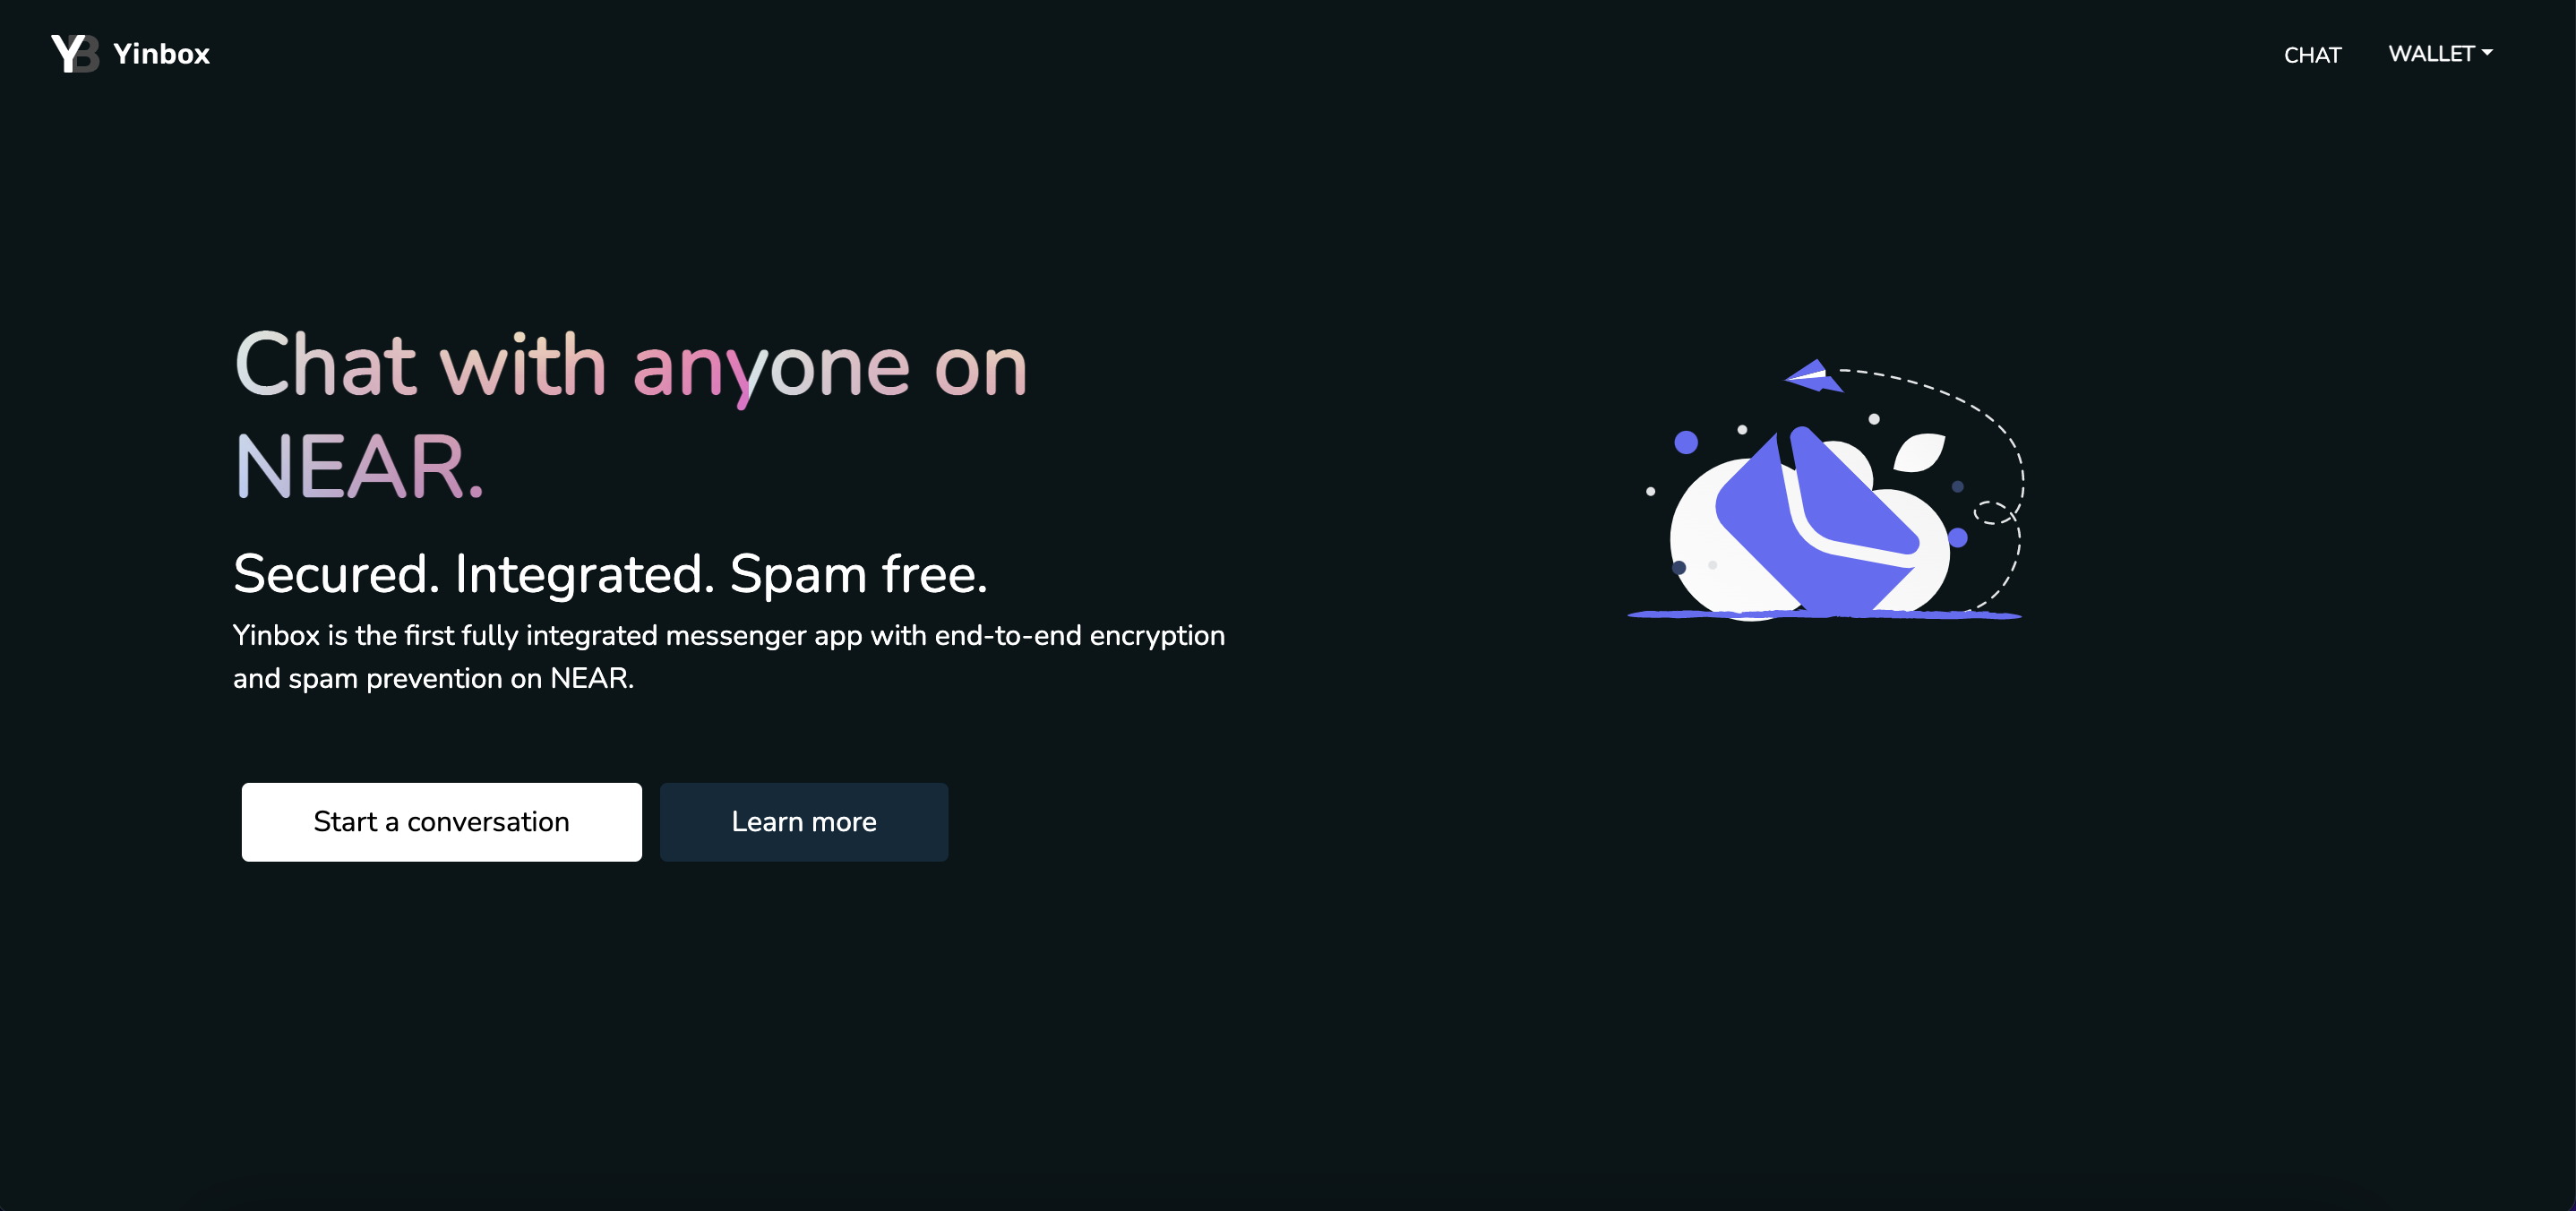 YB Yinbox
CHAT
WALLET
Chat with anyone on
NEAR.
Secured. Integrated. Spam free.
Yinbox is the first fully integrated messenger app with end-to-end encryption
and spam prevention on NEAR.
Start a conversation
Learn more